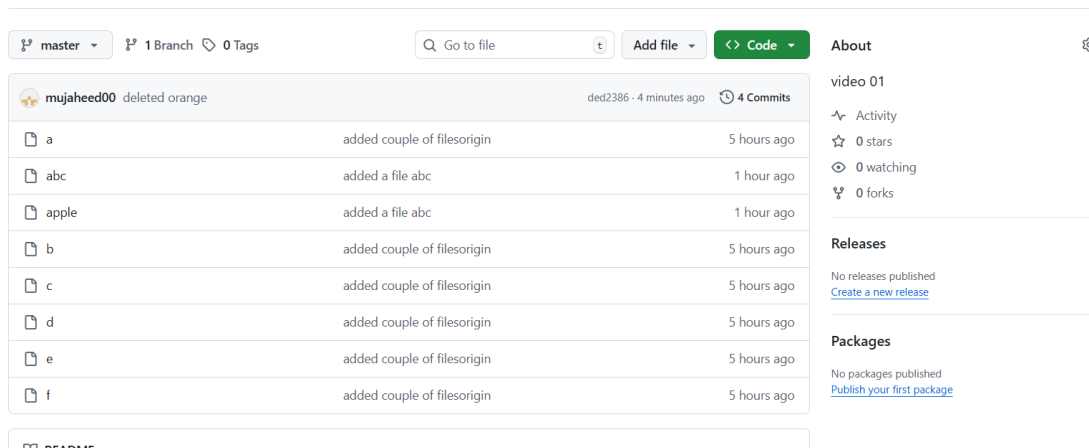 master 1 Branch 0 Tags Go to file t Add file Code
mujaheed00 deleted orange ded2386 · 4 minutes ago 4 Commits
a added couple of filesorigin 5 hours ago
abc added a file abc 1 hour ago
apple added a file abc 1 hour ago
b added couple of filesorigin 5 hours ago
c added couple of filesorigin 5 hours ago
d added couple of filesorigin 5 hours ago
e added couple of filesorigin 5 hours ago
f added couple of filesorigin 5 hours ago
README
About
video 01
Activity
0 stars
0 watching
0 forks
Releases
No releases published
Create a new release
Packages
No packages published
Publish your first package